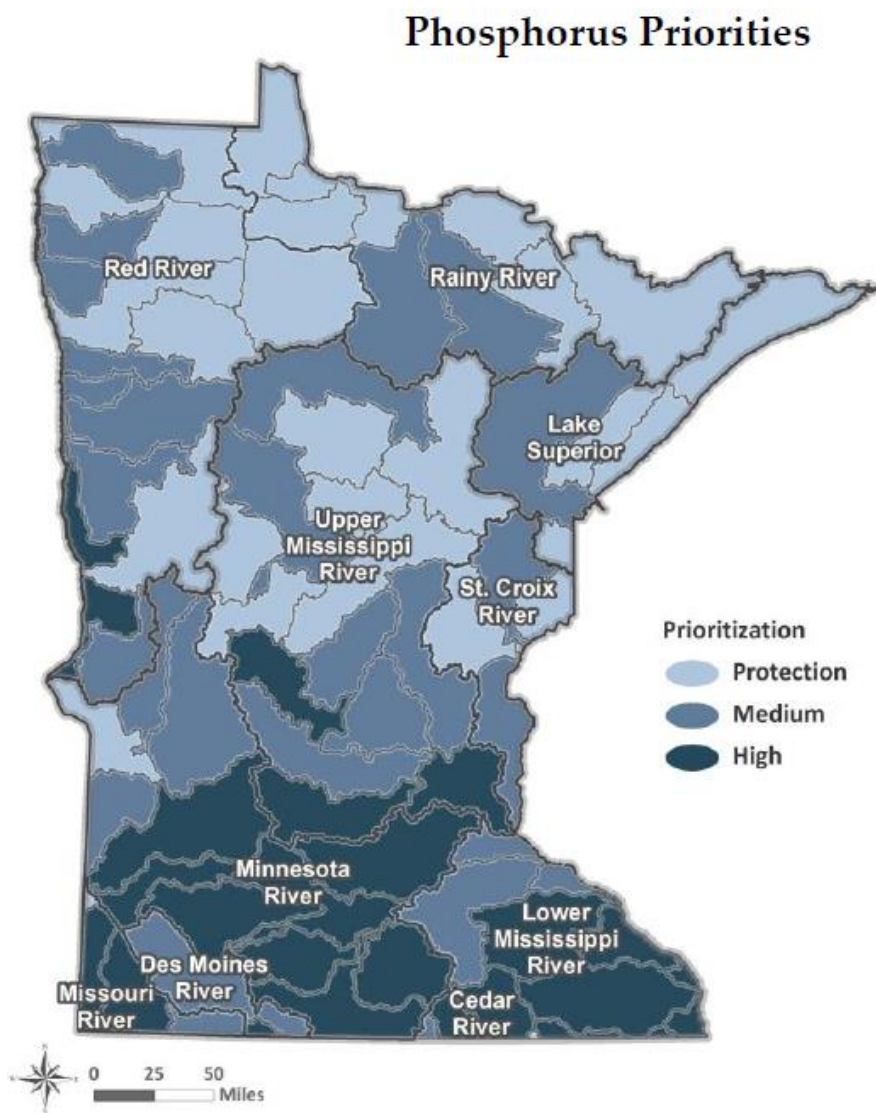 Phosphorus Priorities
Red River
Rainy River
Lake
Superior
Upper
Mississippi
River
St. Croix
River
Prioritization
Protection
Medium
High
Minnesota
River
Lower
Mississippi
River
Des Moines
River
Missouri
River
Cedar
River
N
0 25 50
Miles